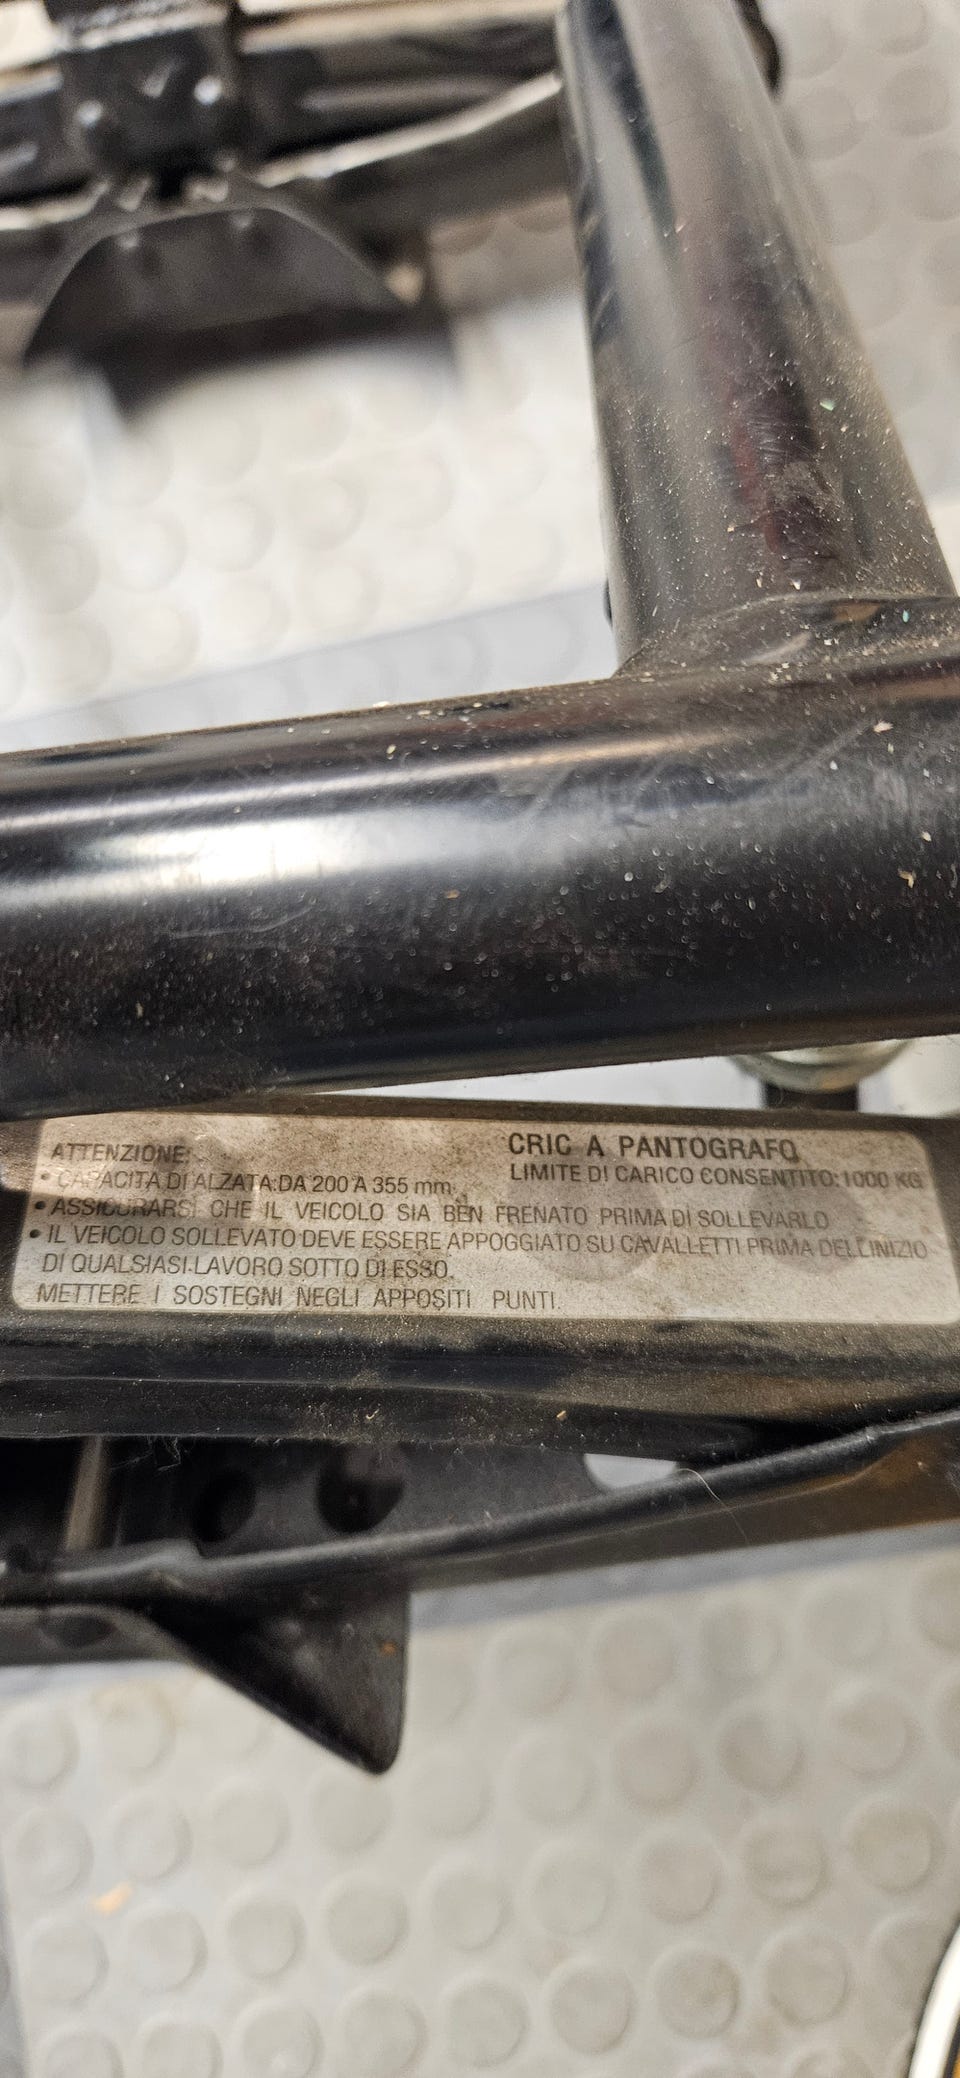 ATTENZIONE:
CRIC A PANTOGRAFO
• CAPACITA DI ALZATA:DA 200 A 355 mm.
LIMITE DI CARICO CONSENTITO:1000 KG
• ASSICURARSI CHE IL VEICOLO SIA BEN FRENATO PRIMA DI SOLLEVARLO
• IL VEICOLO SOLLEVATO DEVE ESSERE APPOGGIATO SU CAVALLETTI PRIMA DELL'INIZIO
DI QUALSIASI LAVORO SOTTO DI ESSO.
METTERE I SOSTEGNI NEGLI APPOSITI PUNTI.